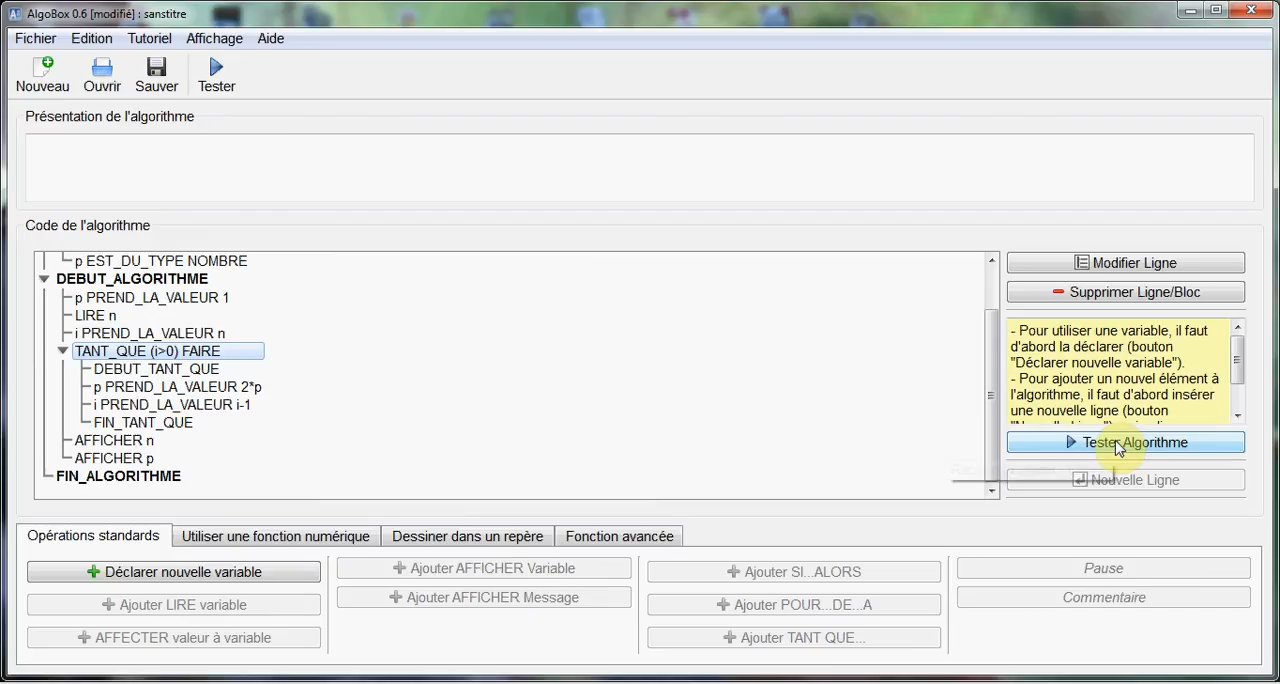 AlgoBox 0.6 [modifié] : sanstitre
Fichier Edition Tutoriel Affichage Aide
Nouveau Ouvrir Sauver Tester
Présentation de l'algorithme
Code de l'algorithme
p EST_DU_TYPE NOMBRE
DEBUT_ALGORITHME
p PREND_LA_VALEUR 1
LIRE n
i PREND_LA_VALEUR n
TANT_QUE (i>0) FAIRE
DEBUT_TANT_QUE
p PREND_LA_VALEUR 2*p
i PREND_LA_VALEUR i-1
FIN_TANT_QUE
AFFICHER n
AFFICHER p
FIN_ALGORITHME
Modifier Ligne
Supprimer Ligne/Bloc
- Pour utiliser une variable, il faut
d'abord la déclarer (bouton
"Déclarer nouvelle variable").
- Pour ajouter un nouvel élément à
l'algorithme, il faut d'abord insérer
une nouvelle ligne (bouton
Tester Algorithme
Nouvelle Ligne
Opérations standards Utiliser une fonction numérique Dessiner dans un repère Fonction avancée
Déclarer nouvelle variable
Ajouter LIRE variable
AFFECTER valeur à variable
Ajouter AFFICHER Variable
Ajouter AFFICHER Message
Ajouter SI...ALORS
Ajouter POUR...DE...A
Ajouter TANT QUE...
Pause
Commentaire